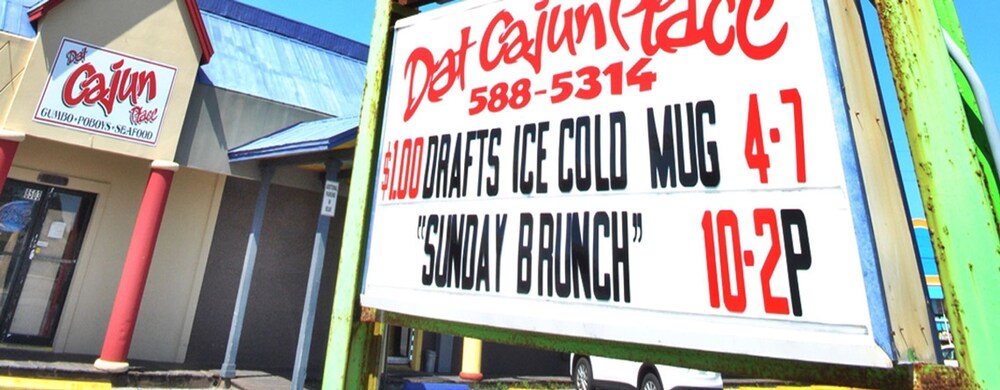 Dat
Cajun
Place
GUMBO • POBOYS • SEAFOOD
Dat Cajun Place
588-5314
$1.00 DRAFTS ICE COLD MUG 4-7
"SUNDAY BRUNCH" 10-2P